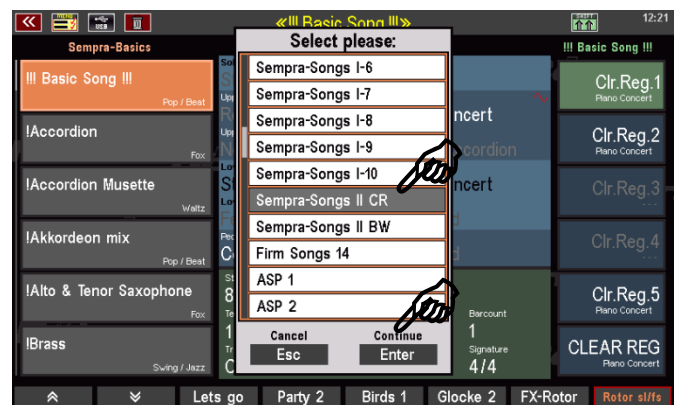 MENU
USB
«!!! Basic Song !!!»
SHIFT
12:21
Sempra-Basics
Select please:
!!! Basic Song !!!
!!! Basic Song !!!
Pop / Beat
!Accordion
Fox
!Accordion Musette
Waltz
!Akkordeon mix
Pop / Beat
!Alto & Tenor Saxophone
Fox
!Brass
Swing / Jazz
Sempra-Songs I-6
Sempra-Songs I-7
Sempra-Songs I-8
Sempra-Songs I-9
Sempra-Songs I-10
Sempra-Songs II CR
Sempra-Songs II BW
Firm Songs 14
ASP 1
ASP 2
Cancel
Continue
Esc
Enter
ncert
ccordion
ncert
Barcount
1
Signature
4/4
Clr.Reg.1
Piano Concert
Clr.Reg.2
Piano Concert
Clr.Reg.3
---
Clr.Reg.4
---
Clr.Reg.5
Piano Concert
CLEAR REG
Piano Concert
Lets go
Party 2
Birds 1
Glocke 2
FX-Rotor
Rotor sl/fs